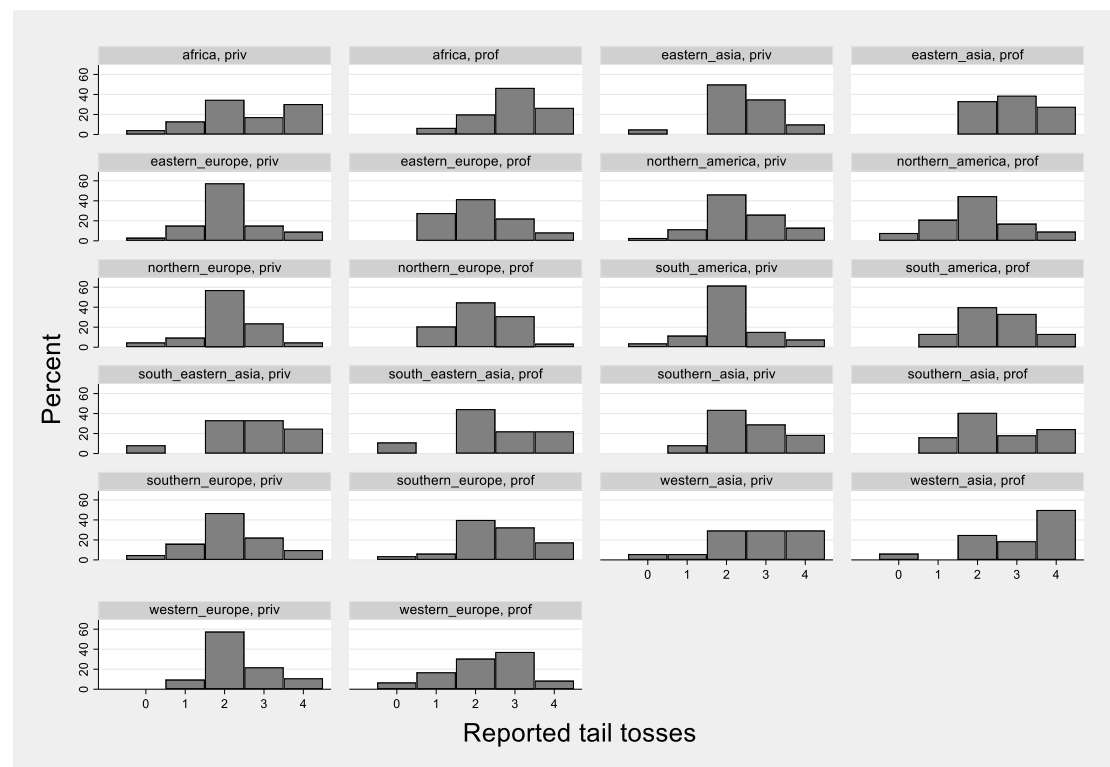 africa, priv africa, prof eastern_asia, priv eastern_asia, prof
60
40
20
0
eastern_europe, priv eastern_europe, prof northern_america, priv northern_america, prof
60
40
20
0
northern_europe, priv northern_europe, prof south_america, priv south_america, prof
60
40
20
0
south_eastern_asia, priv south_eastern_asia, prof southern_asia, priv southern_asia, prof
60
40
20
0
southern_europe, priv southern_europe, prof western_asia, priv western_asia, prof
60
40
20
0
0 1 2 3 4 0 1 2 3 4
western_europe, priv western_europe, prof
60
40
20
0
0 1 2 3 4 0 1 2 3 4
Percent
Reported tail tosses